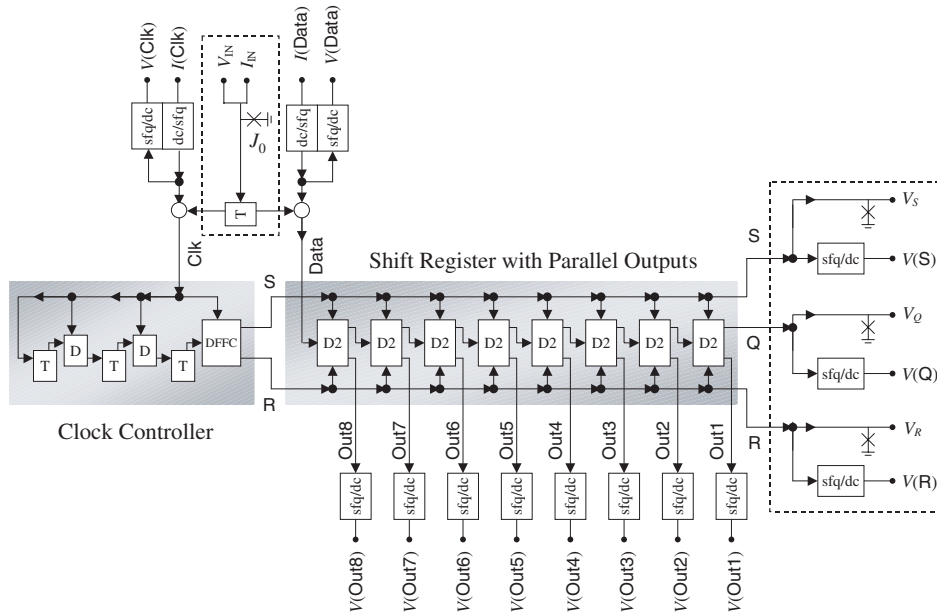 V(Clk)
I(Clk)
V_IN
I_IN
I(Data)
V(Data)
sfq/dc
dc/sfq
J_0
dc/sfq
sfq/dc
T
Clk
Data
Shift Register with Parallel Outputs
S
S
V_S
sfq/dc
V(S)
T
D
T
D
T
DFFC
D2
D2
D2
D2
D2
D2
D2
D2
Q
V_Q
sfq/dc
V(Q)
R
R
V_R
sfq/dc
V(R)
Clock Controller
Out8
Out7
Out6
Out5
Out4
Out3
Out2
Out1
sfq/dc
sfq/dc
sfq/dc
sfq/dc
sfq/dc
sfq/dc
sfq/dc
sfq/dc
V(Out8)
V(Out7)
V(Out6)
V(Out5)
V(Out4)
V(Out3)
V(Out2)
V(Out1)